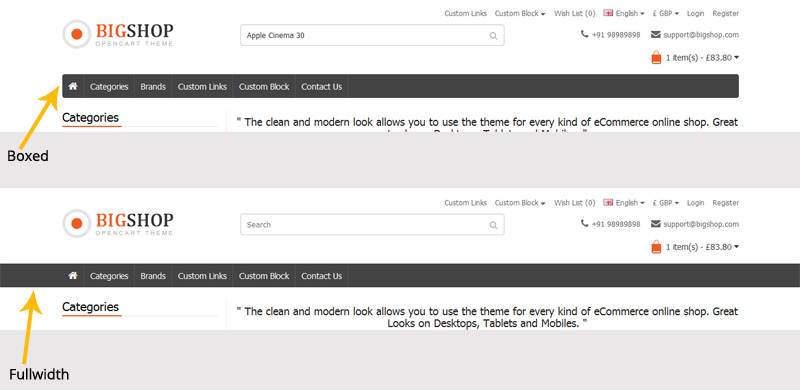 Custom Links Custom Block Wish List (0) English £ GBP Login Register
BIGSHOP
OPENCART THEME
Apple Cinema 30
+91 98989898 support@bigshop.com
1 item(s) - £83.80
Categories Brands Custom Links Custom Block Contact Us
Categories
" The clean and modern look allows you to use the theme for every kind of eCommerce online shop. Great
Looks on Desktops, Tablets and Mobiles. "
Boxed
Custom Links Custom Block Wish List (0) English £ GBP Login Register
BIGSHOP
OPENCART THEME
Search
+91 98989898 support@bigshop.com
1 item(s) - £83.80
Categories Brands Custom Links Custom Block Contact Us
Categories
" The clean and modern look allows you to use the theme for every kind of eCommerce online shop. Great
Looks on Desktops, Tablets and Mobiles. "
Fullwidth